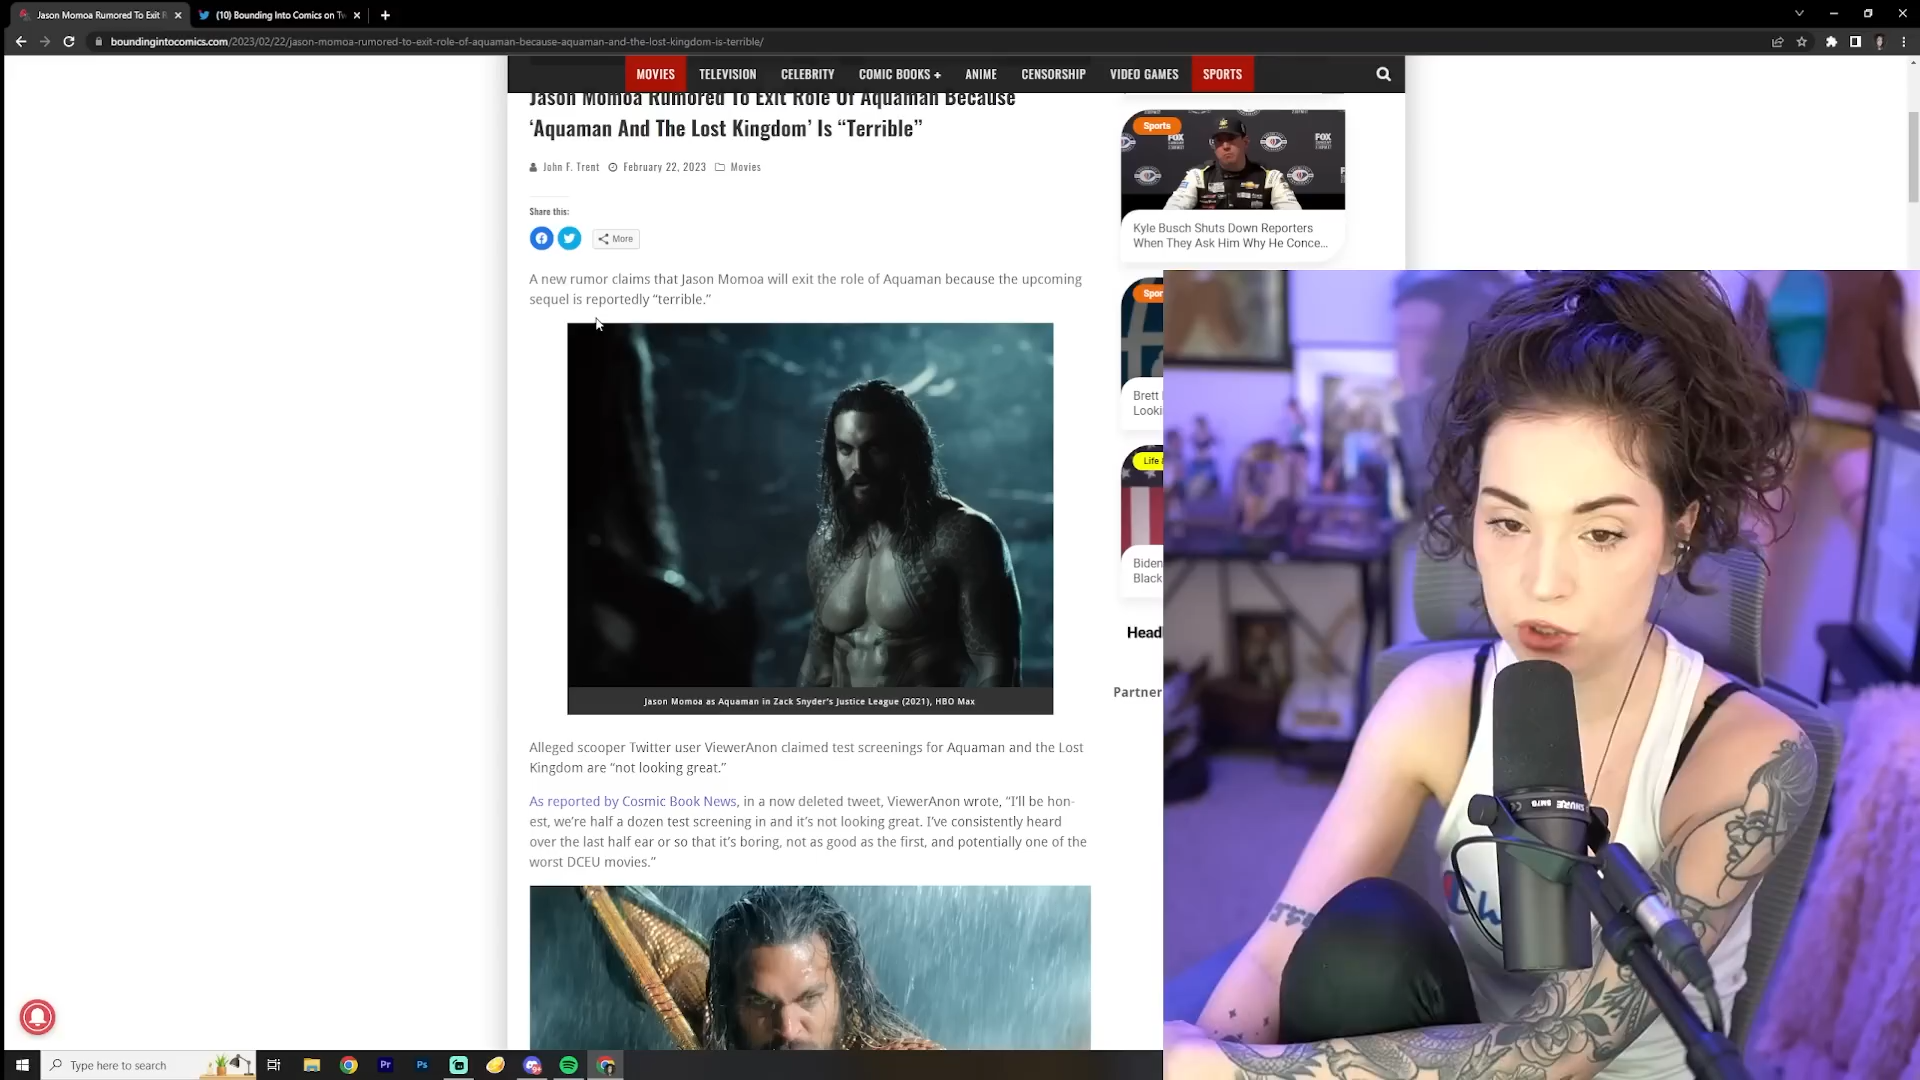 Jason Momoa Rumored To Exit R
(10) Bounding Into Comics on Tw
boundingintocomics.com/2023/02/22/jason-momoa-rumored-to-exit-role-of-aquaman-because-aquaman-and-the-lost-kingdom-is-terrible/
MOVIES TELEVISION CELEBRITY COMIC BOOKS + ANIME CENSORSHIP VIDEO GAMES SPORTS
Jason Momoa Rumored To Exit Role Of Aquaman Because
‘Aquaman And The Lost Kingdom’ Is “Terrible”
John F. Trent February 22, 2023 Movies
Share this:
More
A new rumor claims that Jason Momoa will exit the role of Aquaman because the upcoming
sequel is reportedly “terrible.”
Jason Momoa as Aquaman in Zack Snyder's Justice League (2021), HBO Max
Alleged scooper Twitter user ViewerAnon claimed test screenings for Aquaman and the Lost
Kingdom are “not looking great.”
As reported by Cosmic Book News, in a now deleted tweet, ViewerAnon wrote, “I’ll be hon-
est, we’re half a dozen test screening in and it’s not looking great. I’ve consistently heard
over the last half ear or so that it’s boring, not as good as the first, and potentially one of the
worst DCEU movies.”
Sports
FOX
FOX
Kyle Busch Shuts Down Reporters
When They Ask Him Why He Conce...
Spor
Brett
Looki
Life
Biden
Black
Headl
Partner
SHURE
SM7B
Type here to search
Pr
Ps